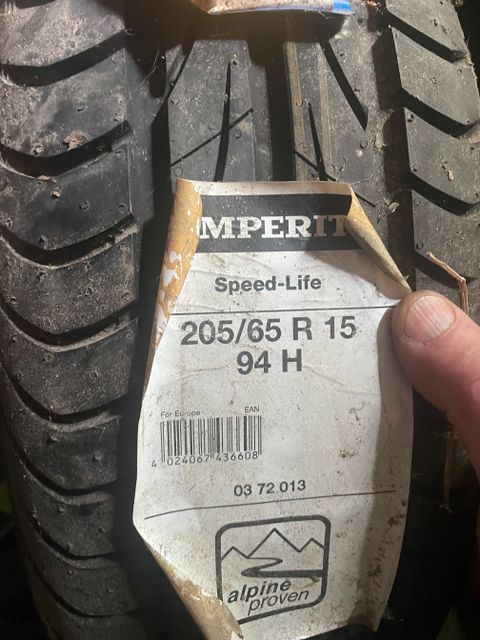 MPERIT
Speed-Life
205/65 R 15
94 H
For Europe EAN
4 024067 436608
03 72 013
alpine
proven